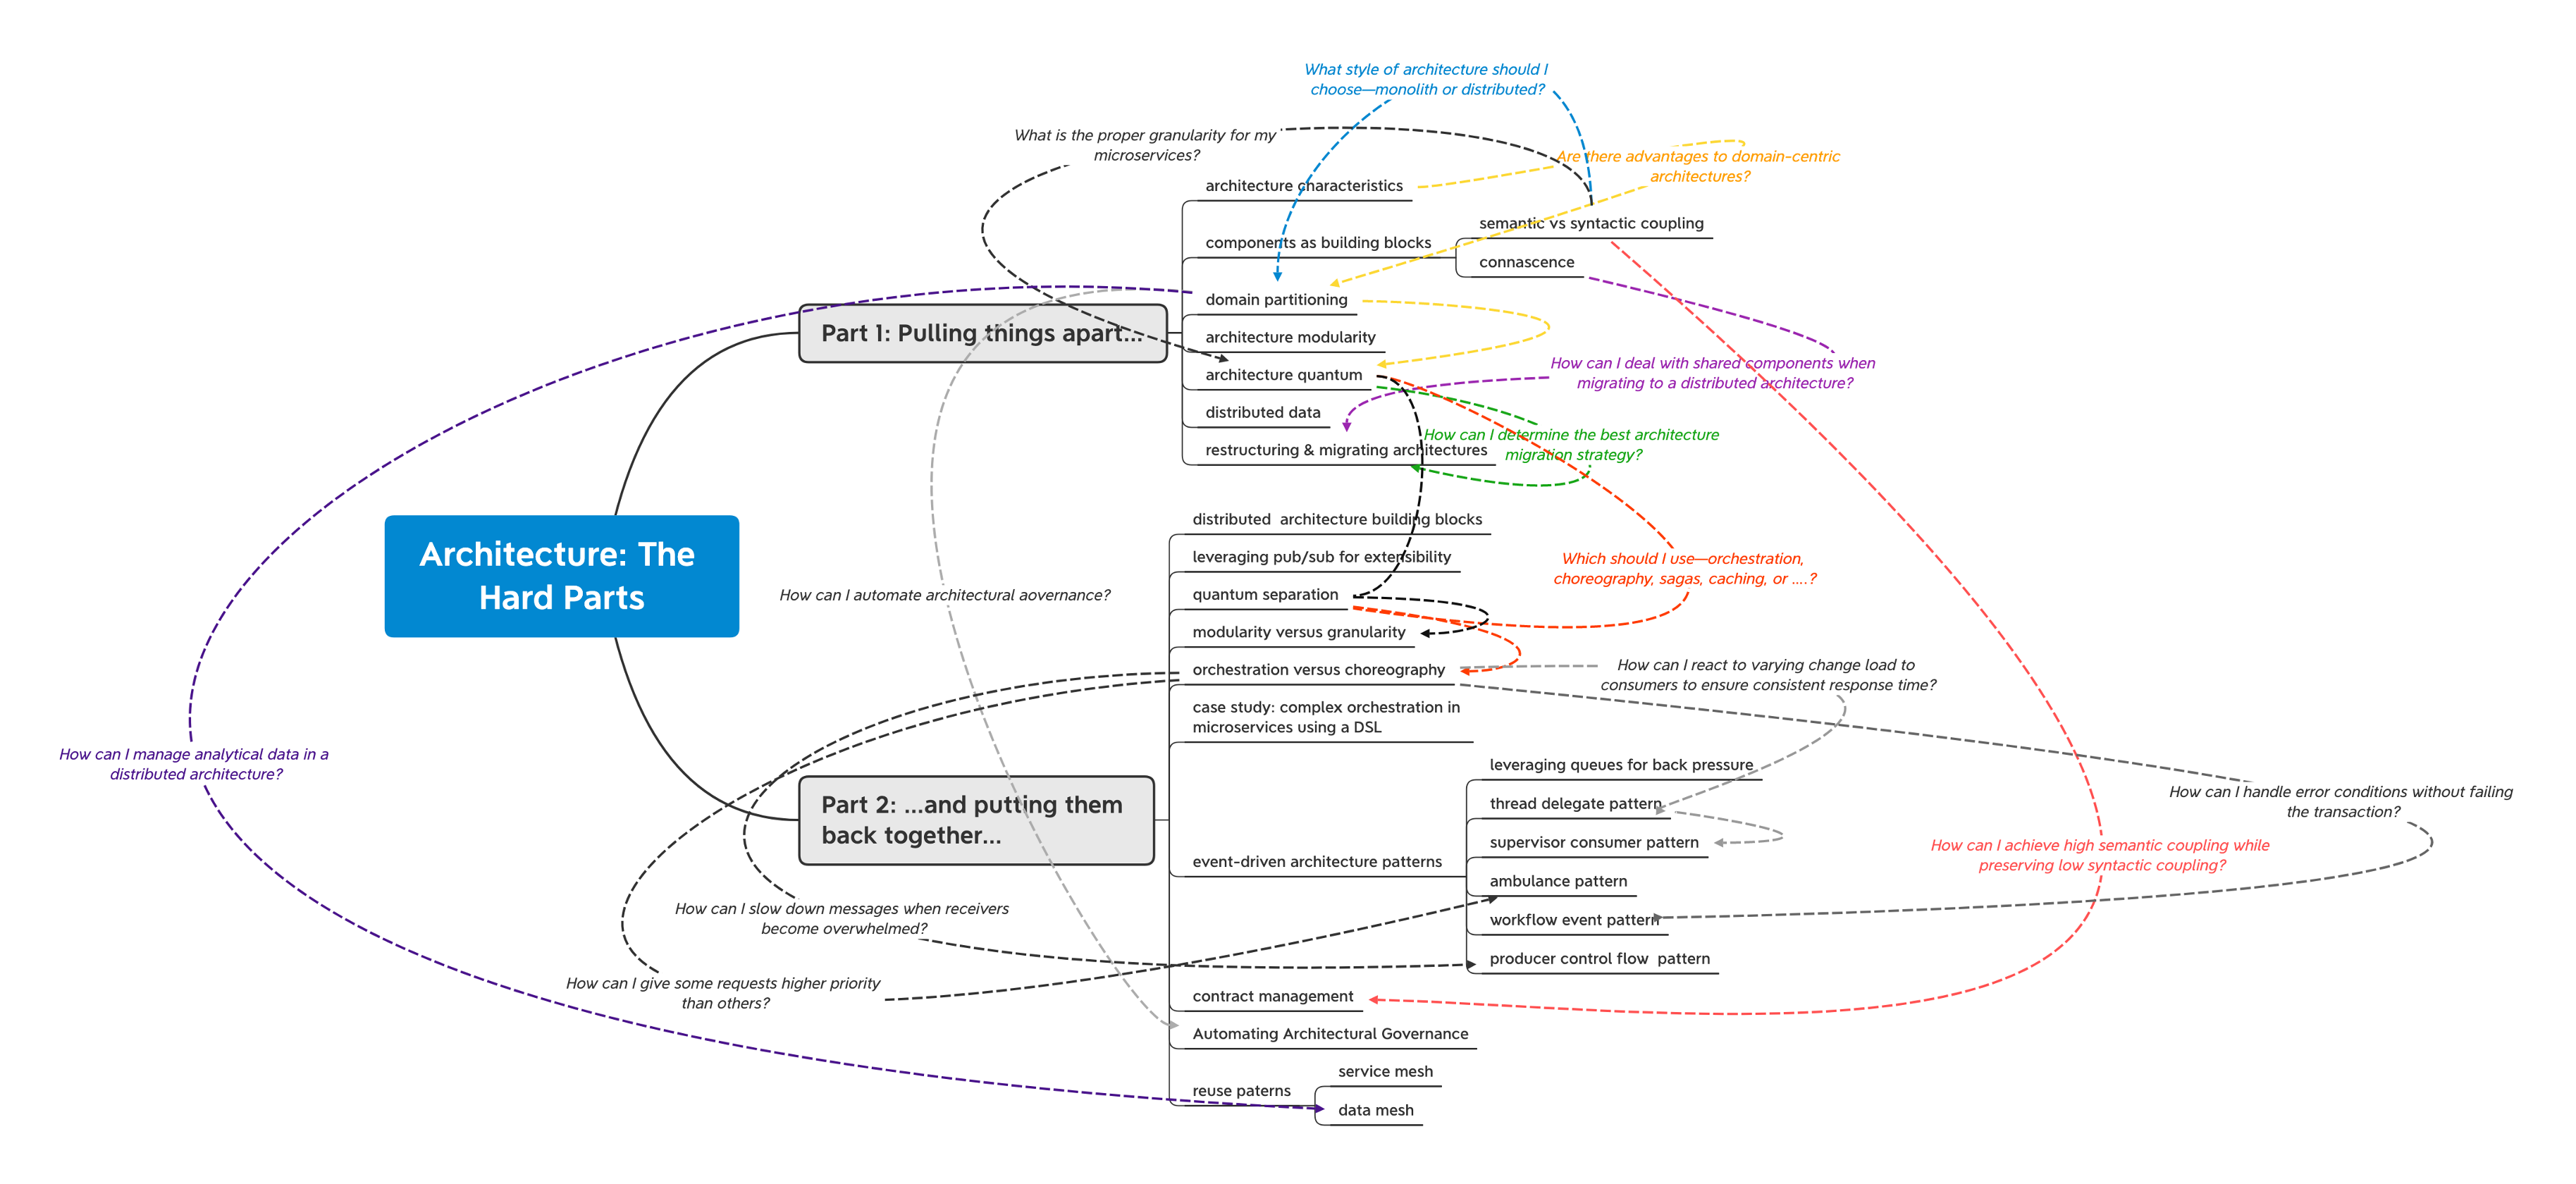 What style of architecture should I
choose—monolith or distributed?
What is the proper granularity for my
microservices?
Are there advantages to domain-centric
architectures?
architecture characteristics
components as building blocks
semantic vs syntactic coupling
connascence
domain partitioning
Part 1: Pulling things apart...
architecture modularity
architecture quantum
distributed data
restructuring & migrating architectures
How can I deal with shared components when
migrating to a distributed architecture?
How can I determine the best architecture
migration strategy?
Architecture: The
Hard Parts
distributed  architecture building blocks
leveraging pub/sub for extensibility
quantum separation
modularity versus granularity
orchestration versus choreography
case study: complex orchestration in
microservices using a DSL
Which should I use—orchestration,
choreography, sagas, caching, or ....?
How can I automate architectural aovernance?
How can I react to varying change load to
consumers to ensure consistent response time?
How can I manage analytical data in a
distributed architecture?
Part 2: ...and putting them
back together...
event-driven architecture patterns
leveraging queues for back pressure
thread delegate pattern
supervisor consumer pattern
ambulance pattern
workflow event pattern
producer control flow  pattern
How can I handle error conditions without failing
the transaction?
How can I achieve high semantic coupling while
preserving low syntactic coupling?
How can I slow down messages when receivers
become overwhelmed?
How can I give some requests higher priority
than others?
contract management
Automating Architectural Governance
reuse paterns
service mesh
data mesh